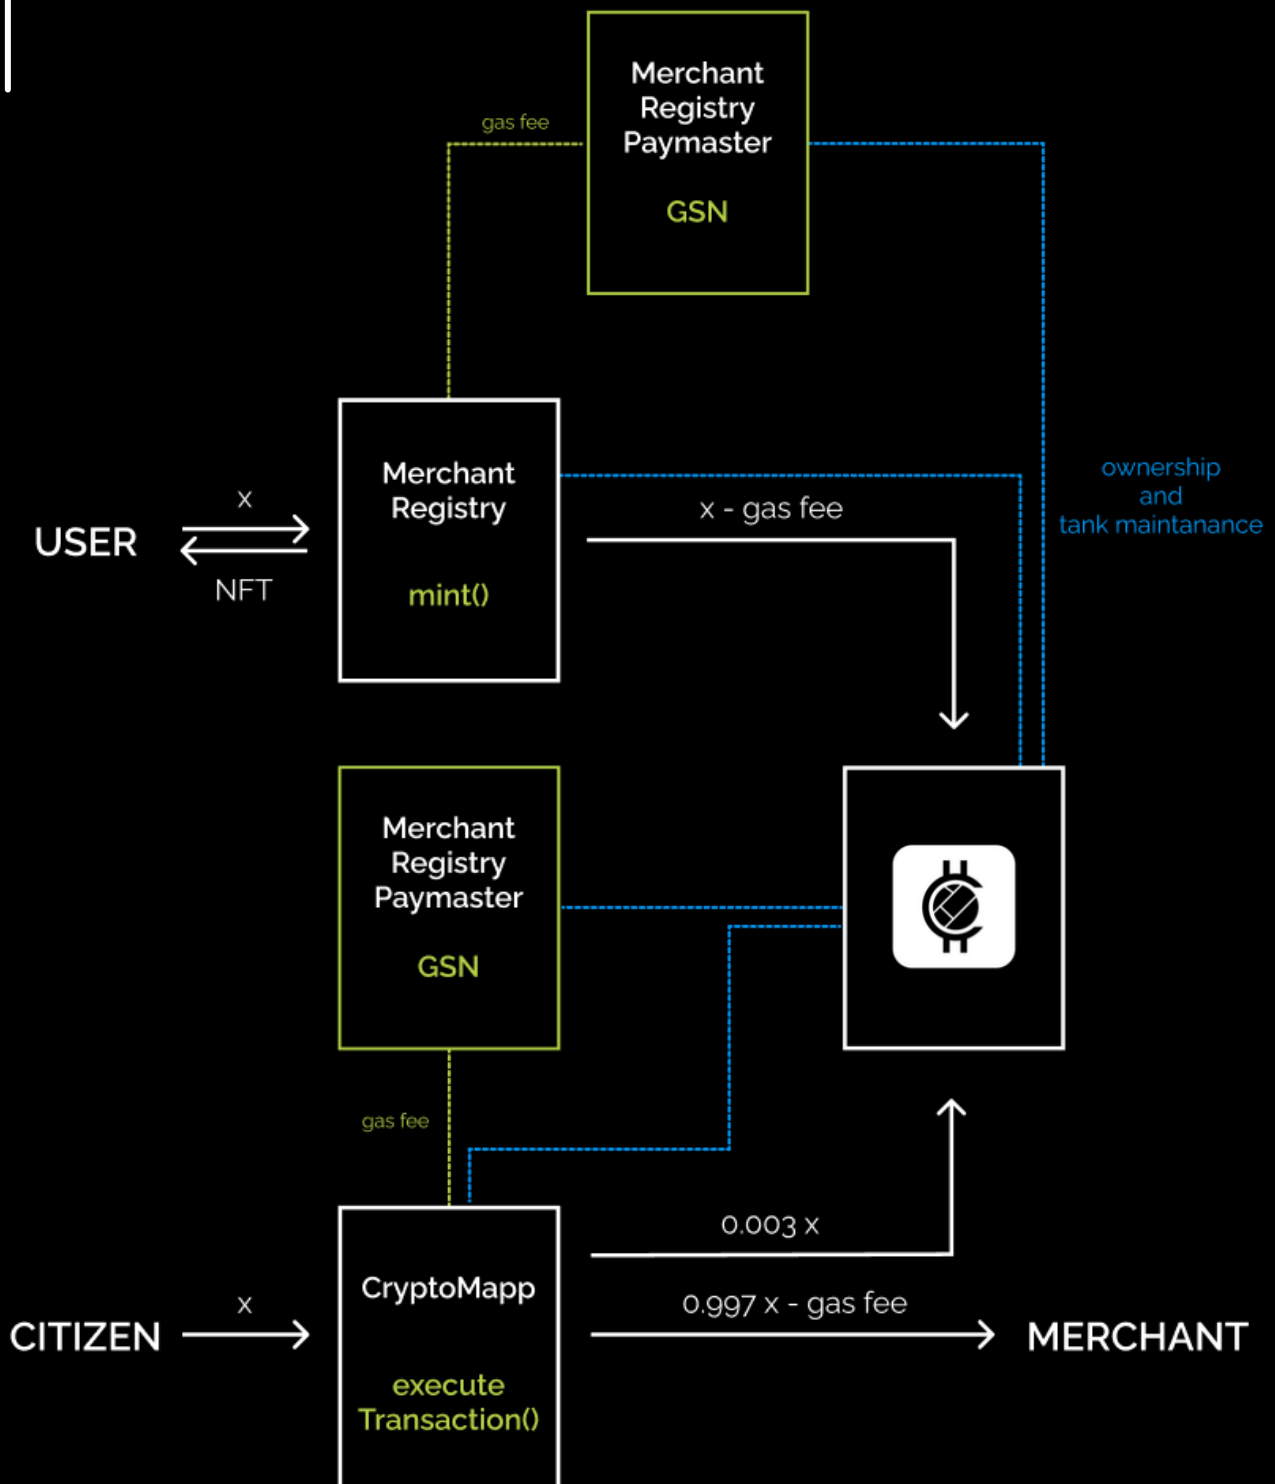 Merchant
Registry
Paymaster
GSN
gas fee
ownership
and
tank maintanance
Merchant
Registry
mint()
x - gas fee
USER
x
NFT
Merchant
Registry
Paymaster
GSN
gas fee
0.003 x
CryptoMapp
execute
Transaction()
CITIZEN
x
0.997 x - gas fee
MERCHANT